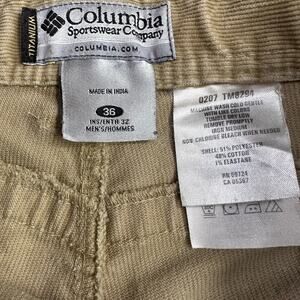 TITANIUM
Columbia
Sportswear Company
COLUMBIA.COM
MADE IN INDIA
36
INS/ENTR 32
MEN'S/HOMMES
0207 TM8294
MACHINE WASH COLD GENTLE
WITH LIKE COLORS
TUMBLE DRY LOW
REMOVE PROMPTLY
IRON MEDIUM
NON-CHLORINE BLEACH WHEN NEEDED
SHELL: 51% POLYESTER
48% COTTON
1% ELASTANE
RN 69724
CA 05367